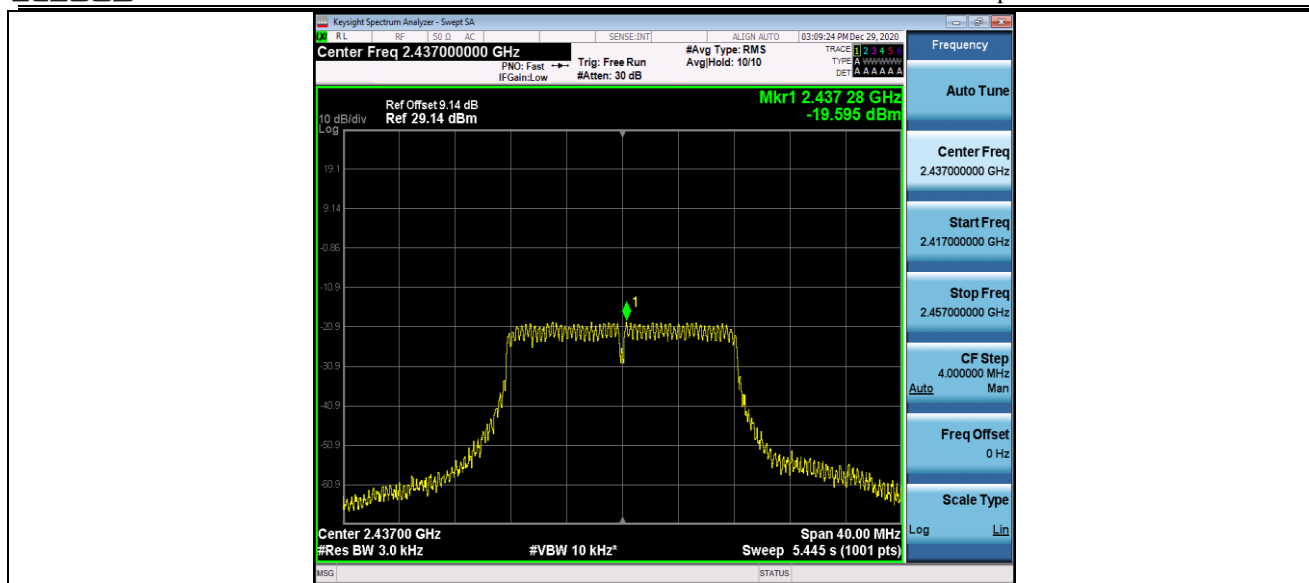 Keysight Spectrum Analyzer - Swept SA
RL RF 50 Ω AC SENSE:INT ALIGN AUTO 03:09:24 PM Dec 29, 2020
Center Freq 2.437000000 GHz
PNO: Fast
IFGain:Low
Trig: Free Run
#Atten: 30 dB
#Avg Type: RMS
Avg|Hold: 10/10
TRACE 1 2 3 4 5 6
TYPE A WWWWW
DET A A A A A A
Ref Offset 9.14 dB
10 dB/div Ref 29.14 dBm
Log
Mkr1 2.437 28 GHz
-19.595 dBm
19.1
9.14
-0.86
-10.9
-20.9
-30.9
-40.9
-50.9
-60.9
1
Center 2.43700 GHz Span 40.00 MHz
#Res BW 3.0 kHz #VBW 10 kHz* Sweep 5.445 s (1001 pts)
MSG STATUS
Frequency
Auto Tune
Center Freq
2.437000000 GHz
Start Freq
2.417000000 GHz
Stop Freq
2.457000000 GHz
CF Step
4.000000 MHz
Auto Man
Freq Offset
0 Hz
Scale Type
Log Lin